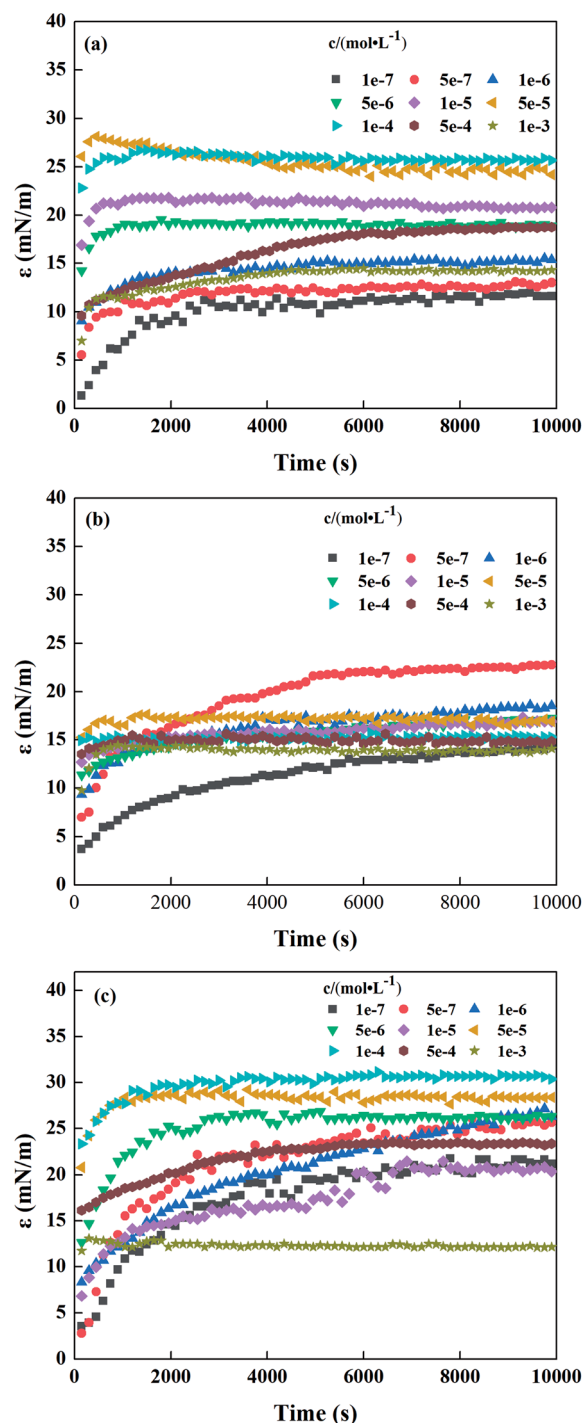 (a)
c/(mol•L⁻¹)
1e-7 5e-7 1e-6
5e-6 1e-5 5e-5
1e-4 5e-4 1e-3
40
35
30
25
20
15
10
5
0
ε (mN/m)
0 2000 4000 6000 8000 10000
Time (s)
(b)
c/(mol•L⁻¹)
1e-7 5e-7 1e-6
5e-6 1e-5 5e-5
1e-4 5e-4 1e-3
40
35
30
25
20
15
10
5
0
ε (mN/m)
0 2000 4000 6000 8000 10000
Time (s)
(c)
c/(mol•L⁻¹)
1e-7 5e-7 1e-6
5e-6 1e-5 5e-5
1e-4 5e-4 1e-3
40
35
30
25
20
15
10
5
0
ε (mN/m)
0 2000 4000 6000 8000 10000
Time (s)